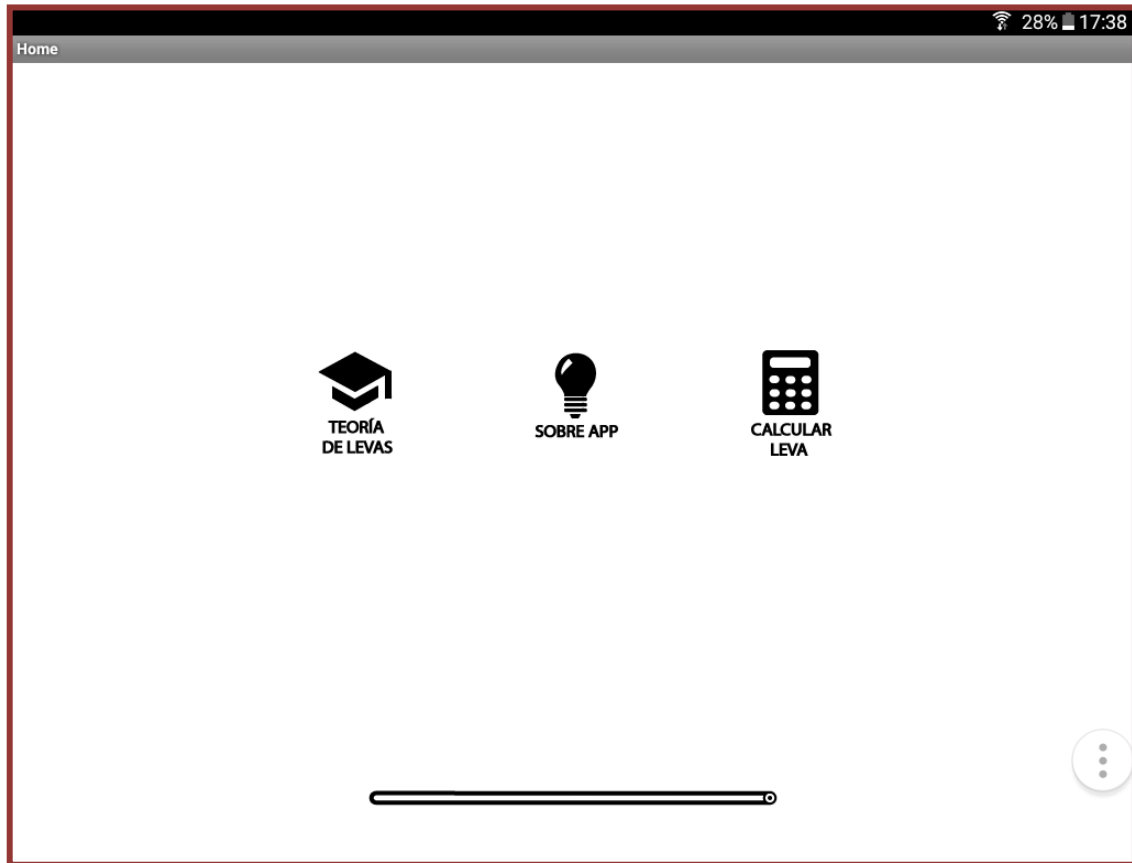 28% 17:38
Home
TEORÍA
DE LEVAS
SOBRE APP
CALCULAR
LEVA